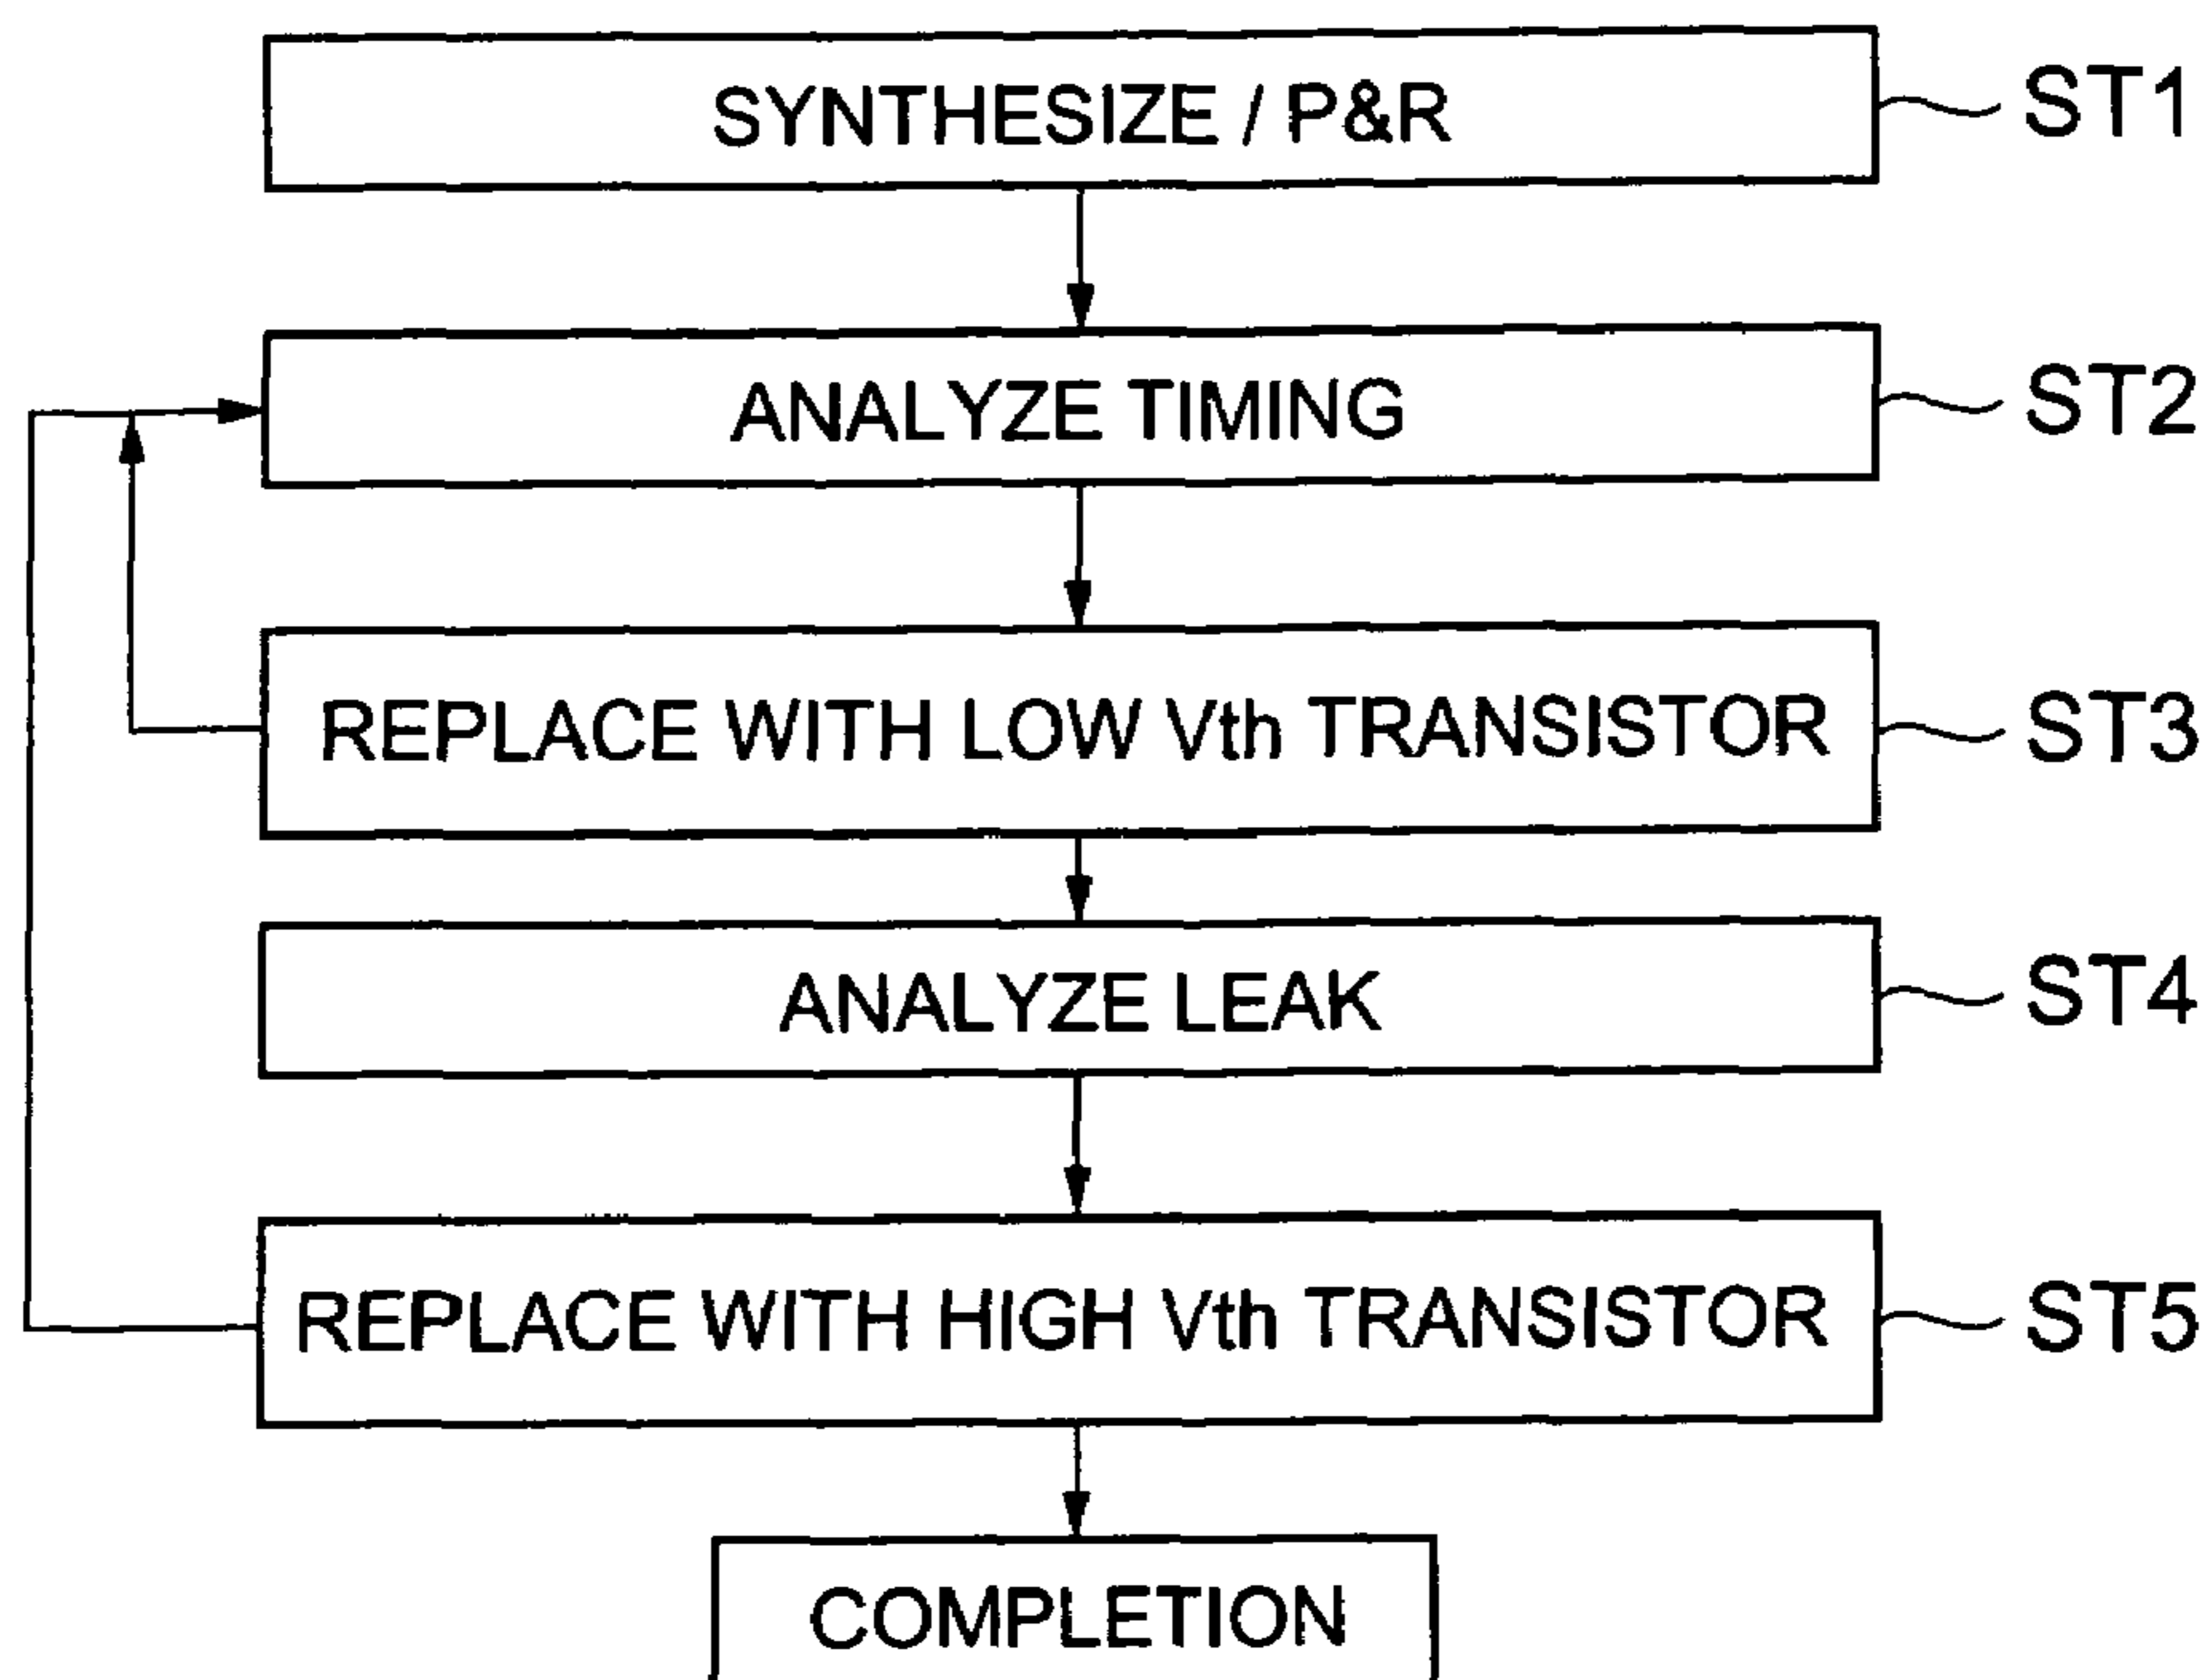 SYNTHESIZE / P&R
ST1
ANALYZE TIMING
ST2
REPLACE WITH LOW Vth TRANSISTOR
ST3
ANALYZE LEAK
ST4
REPLACE WITH HIGH Vth TRANSISTOR
ST5
COMPLETION